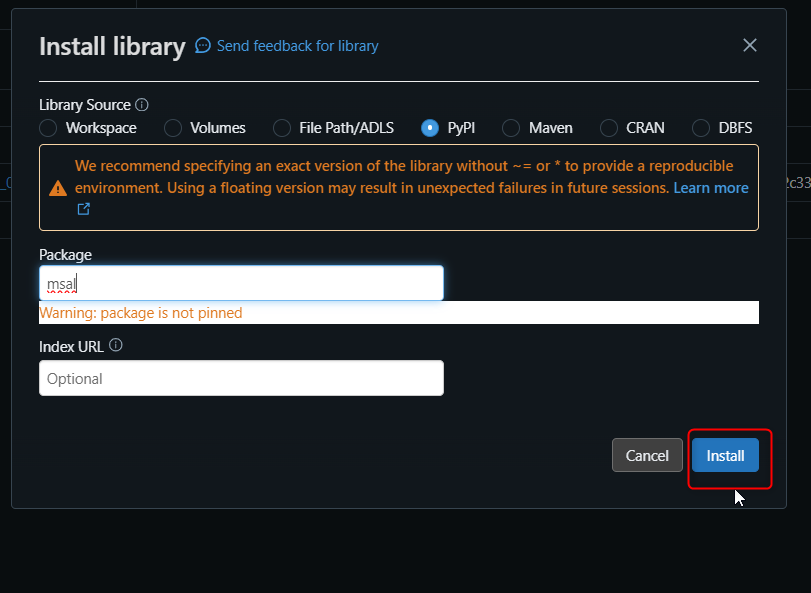 Install library Send feedback for library
Library Source
Workspace Volumes File Path/ADLS PyPI Maven CRAN DBFS
We recommend specifying an exact version of the library without ~= or * to provide a reproducible
environment. Using a floating version may result in unexpected failures in future sessions. Learn more
Package
msal
Warning: package is not pinned
Index URL
Optional
Cancel Install